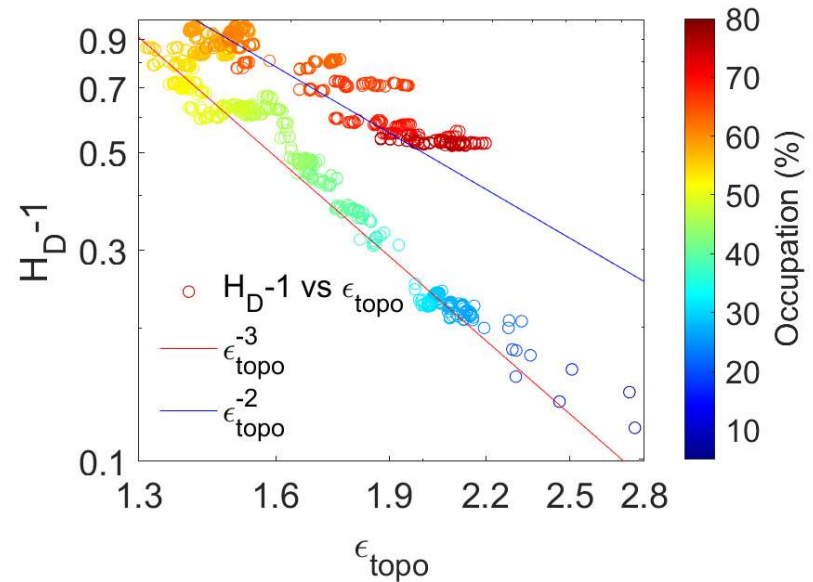 0.9
0.7
0.5
0.3
0.1
H_D-1
1.3 1.6 1.9 2.2 2.5 2.8
ϵ_topo
H_D-1 vs ϵ_topo
ϵ_topo^-3
ϵ_topo^-2
80
70
60
50
40
30
20
10
Occupation (%)